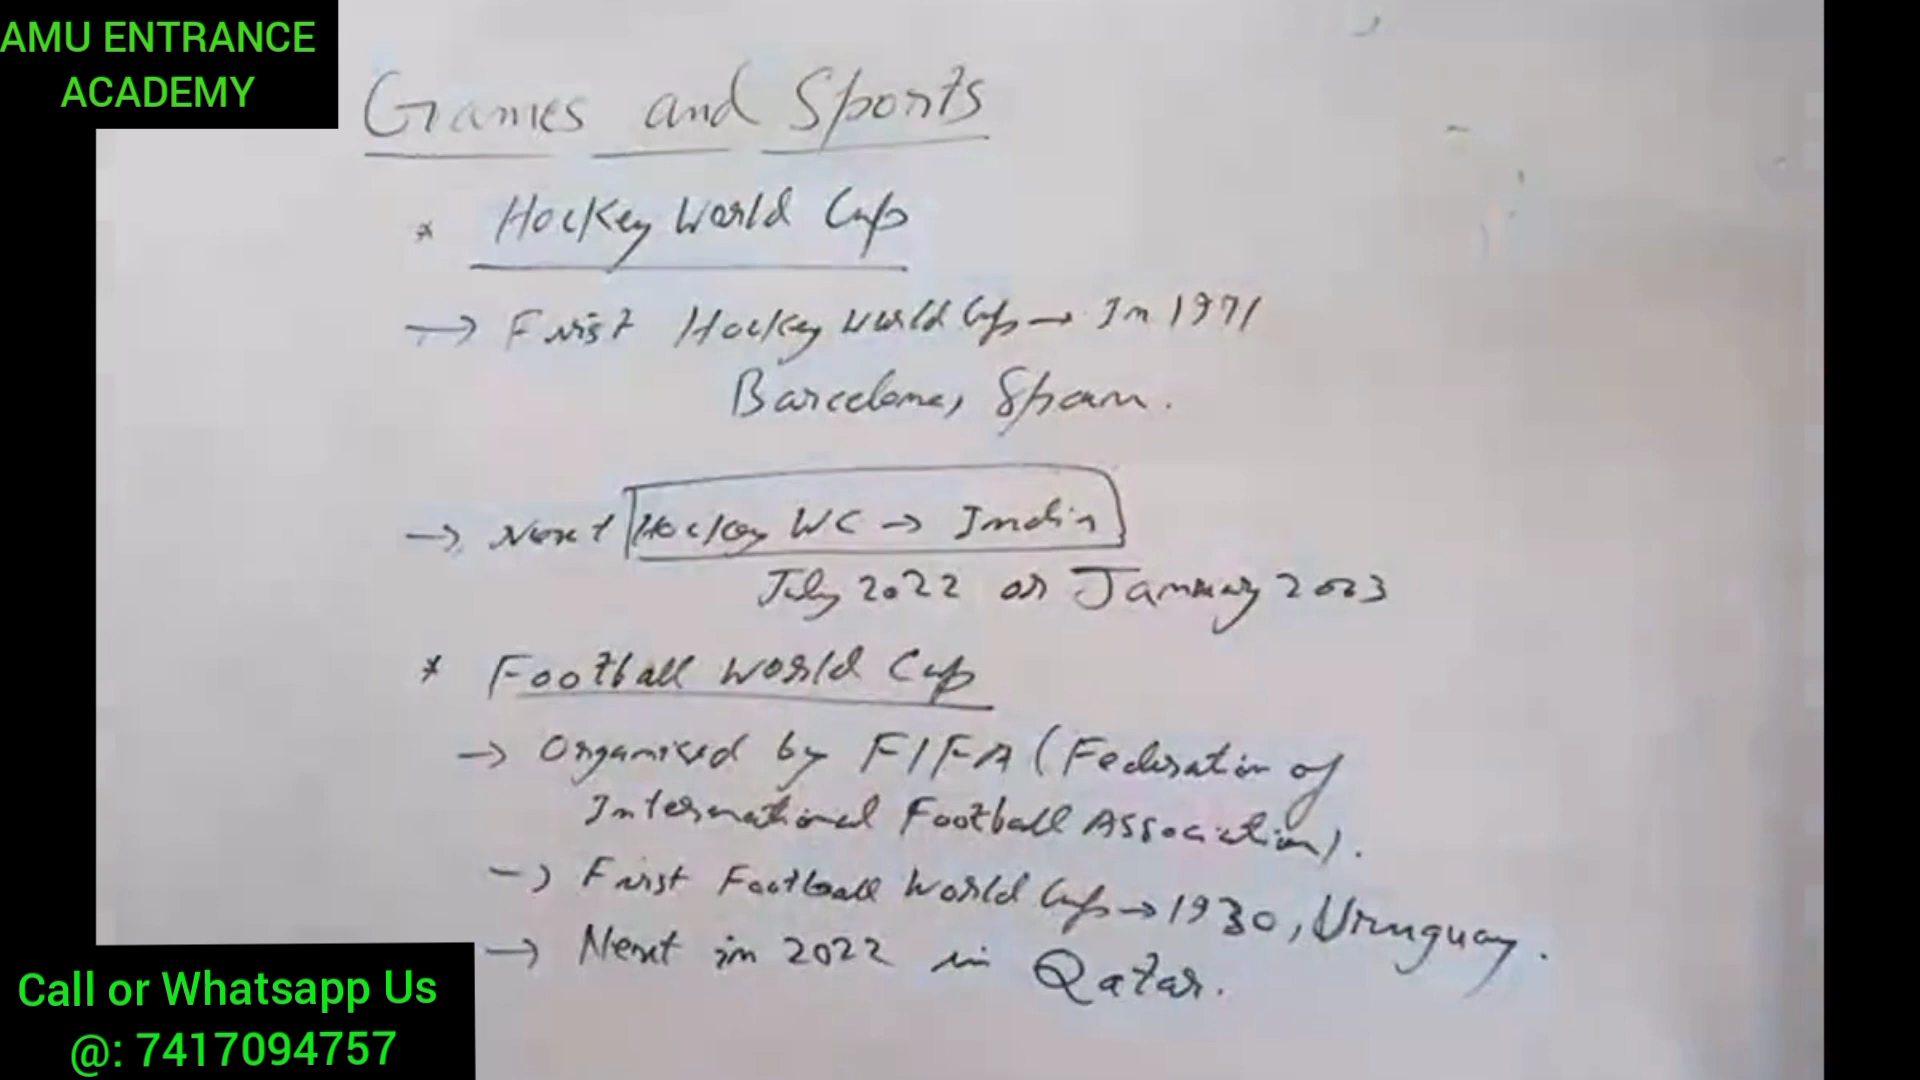 AMU ENTRANCE
ACADEMY
Games and Sports
* Hockey World Cup
→ First Hockey World Cup → In 1971
Barcelona, Spain.
→ Next Hockey WC → India
July 2022 or January 2023
* Football World Cup
→ Organised by FIFA (Federation of
International Football Association).
→ First Football World Cup → 1930, Uruguay.
→ Next in 2022 in Qatar.
Call or Whatsapp Us
@: 7417094757